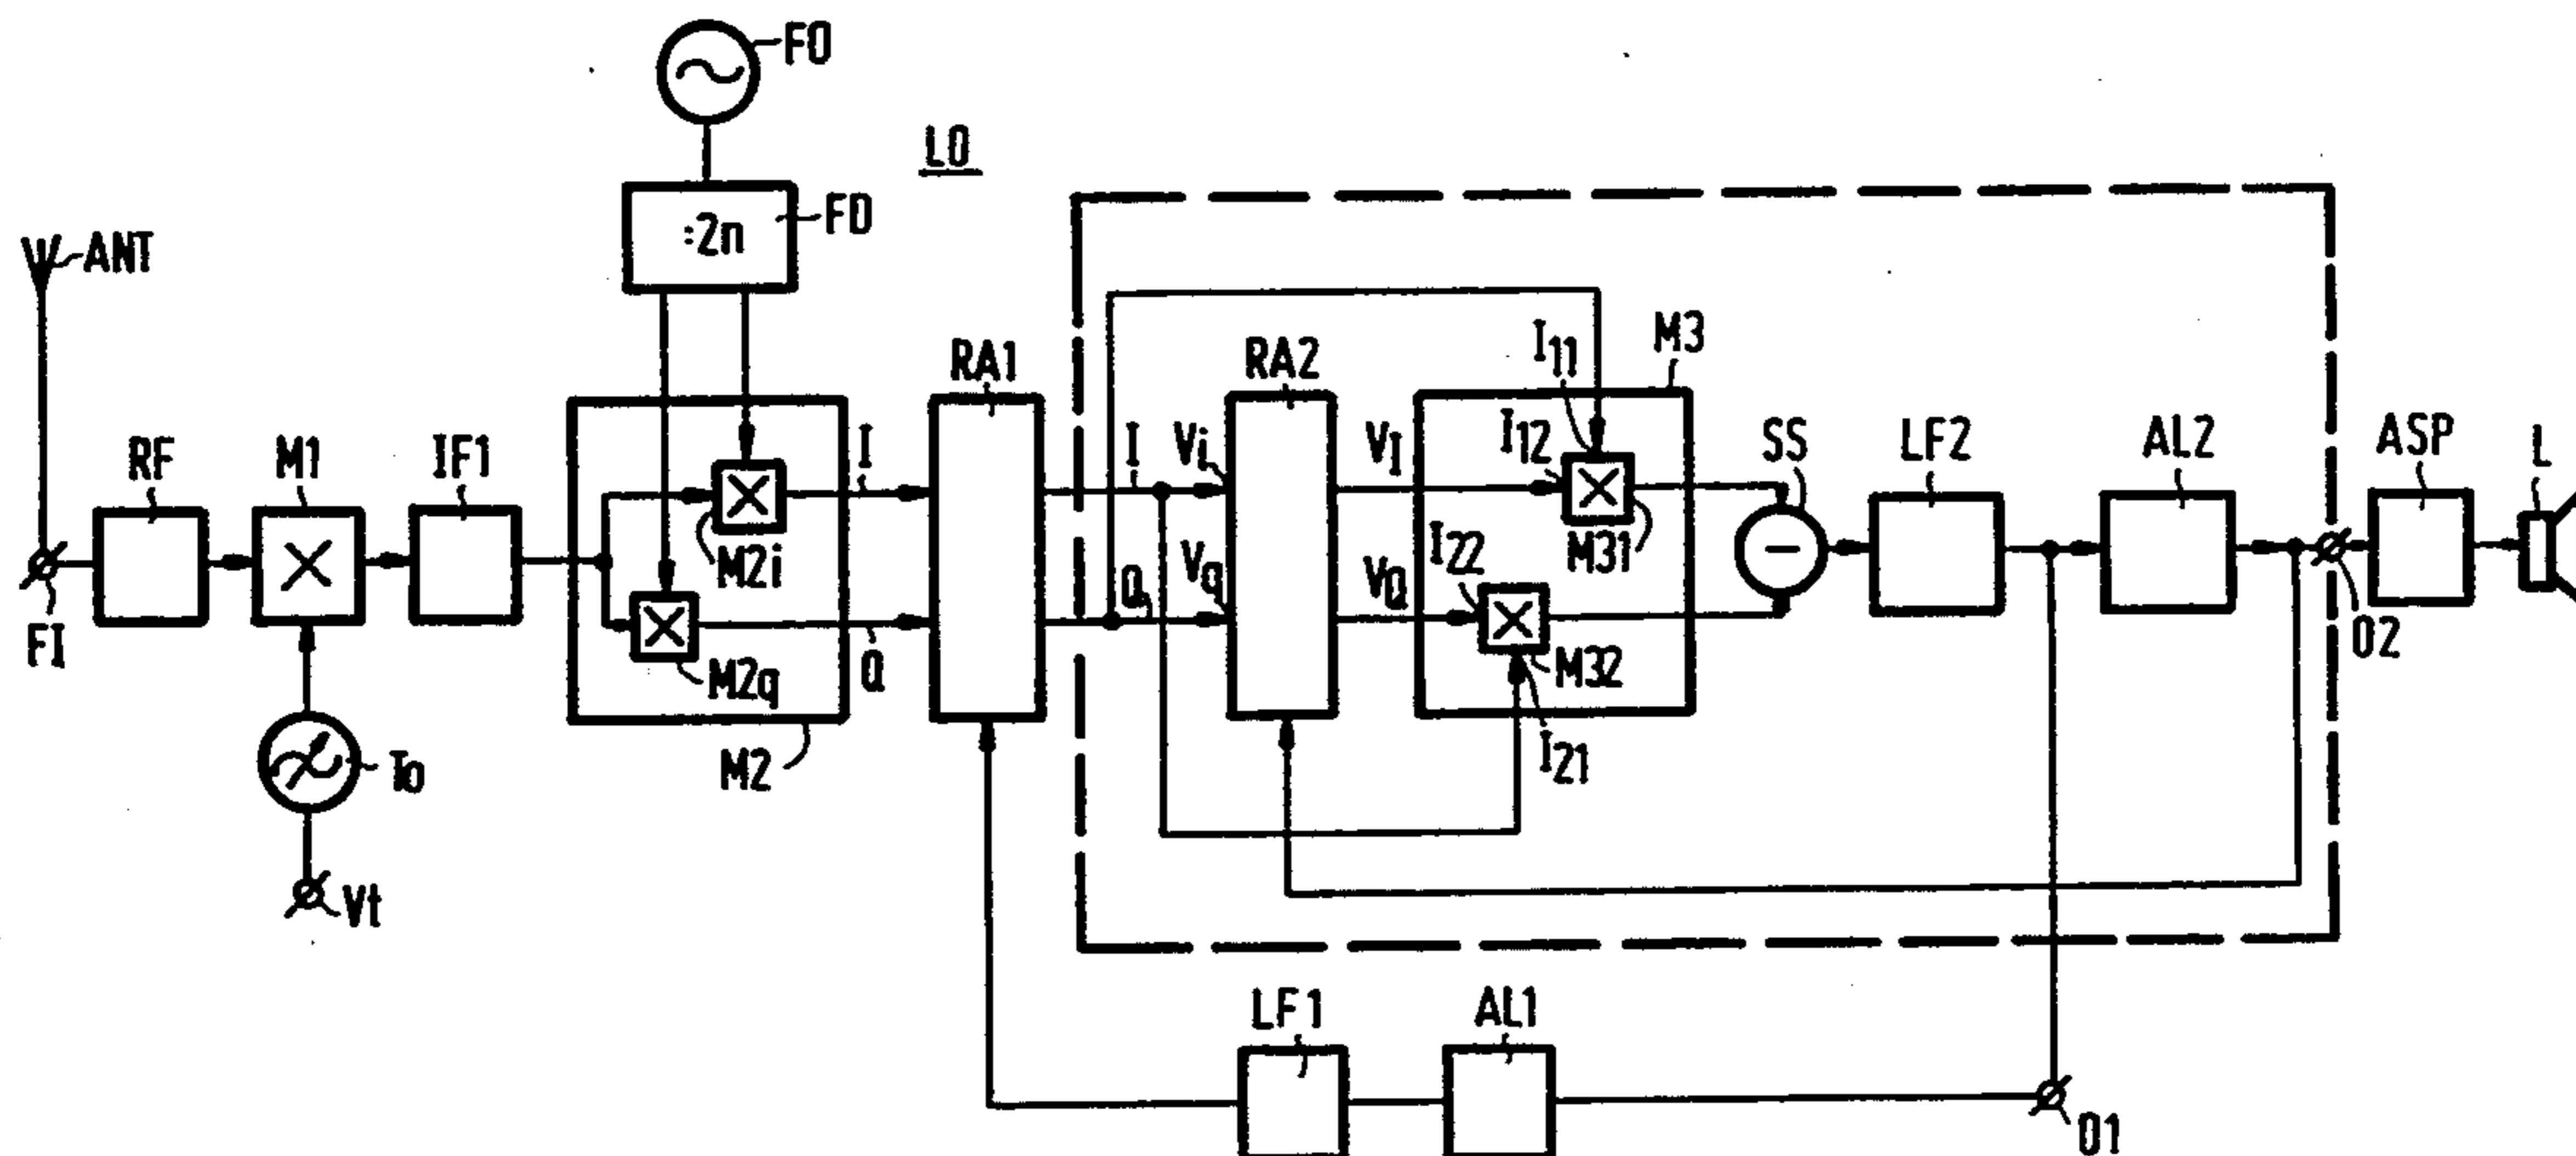 FO
LO
÷2n
FD
ANT
RF
M1
IF1
RA1
RA2
I11
M3
I
I
Vi
VI
I12
SS
LF2
AL2
ASP
L
M2i
M31
I22
Q
Vq
VQ
FI
M2q
Q
M32
O2
To
M2
I21
Vt
LF1
AL1
O1